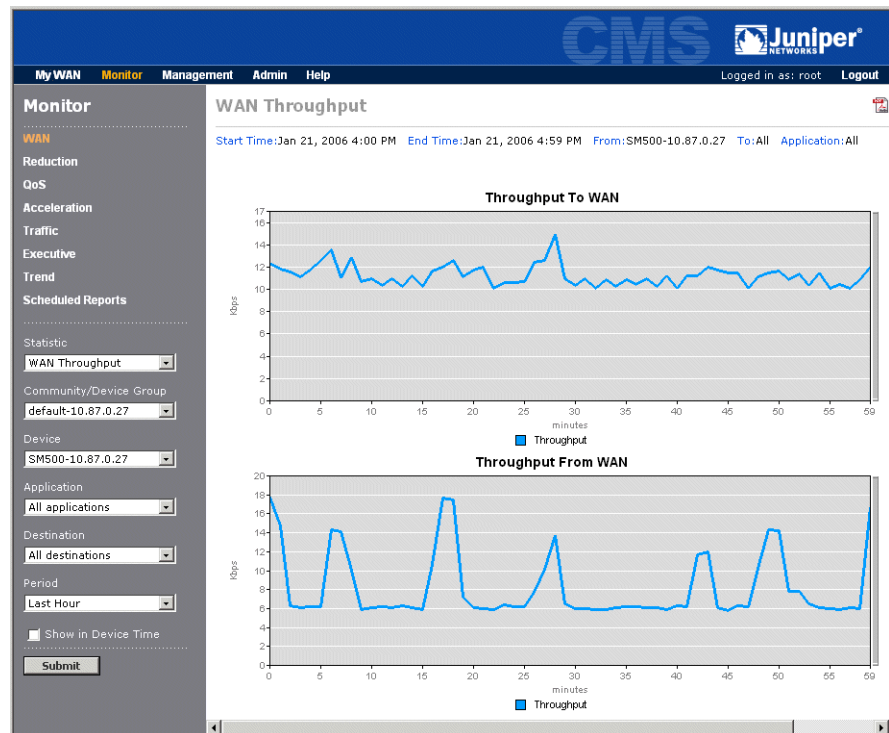 CMS
Juniper®
NETWORKS
My WAN Monitor Management Admin Help
Logged in as: root Logout
Monitor
WAN
Reduction
QoS
Acceleration
Traffic
Executive
Trend
Scheduled Reports
Statistic
WAN Throughput
Community/Device Group
default-10.87.0.27
Device
SM500-10.87.0.27
Application
All applications
Destination
All destinations
Period
Last Hour
Show in Device Time
Submit
WAN Throughput
Start Time:Jan 21, 2006 4:00 PM End Time:Jan 21, 2006 4:59 PM From:SM500-10.87.0.27 To:All Application:All
Throughput To WAN
17
16
14
12
10
8
6
4
2
0
Kbps
0 5 10 15 20 25 30 35 40 45 50 55 59
minutes
Throughput
Throughput From WAN
20
18
16
14
12
10
8
6
4
2
0
Kbps
0 5 10 15 20 25 30 35 40 45 50 55 59
minutes
Throughput